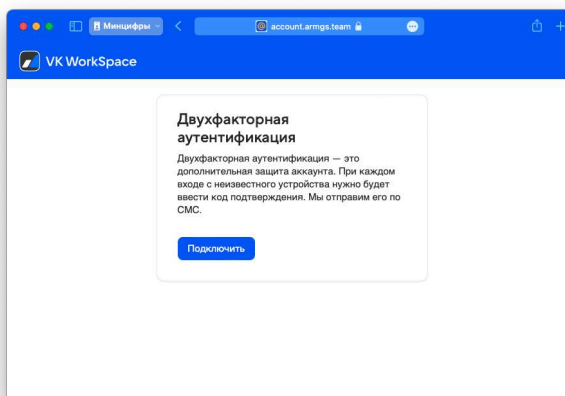 Минцифры
account.armgs.team
VK WorkSpace
Двухфакторная
аутентификация
Двухфакторная аутентификация — это
дополнительная защита аккаунта. При каждом
входе с неизвестного устройства нужно будет
ввести код подтверждения. Мы отправим его по
СМС.
Подключить